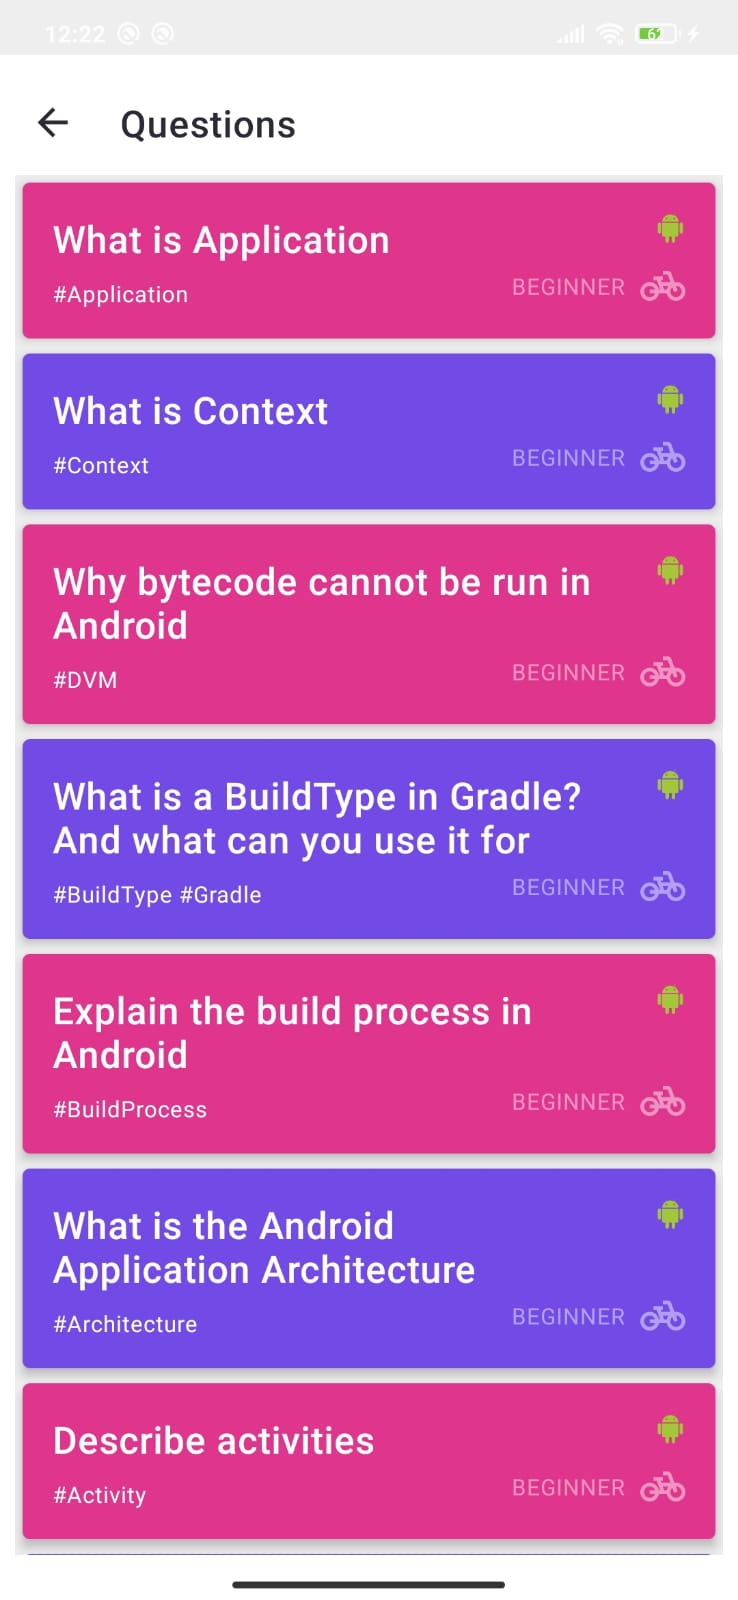 12:22
62
Questions
What is Application
#Application
BEGINNER
What is Context
#Context
BEGINNER
Why bytecode cannot be run in
Android
#DVM
BEGINNER
What is a BuildType in Gradle?
And what can you use it for
#BuildType #Gradle
BEGINNER
Explain the build process in
Android
#BuildProcess
BEGINNER
What is the Android
Application Architecture
#Architecture
BEGINNER
Describe activities
#Activity
BEGINNER